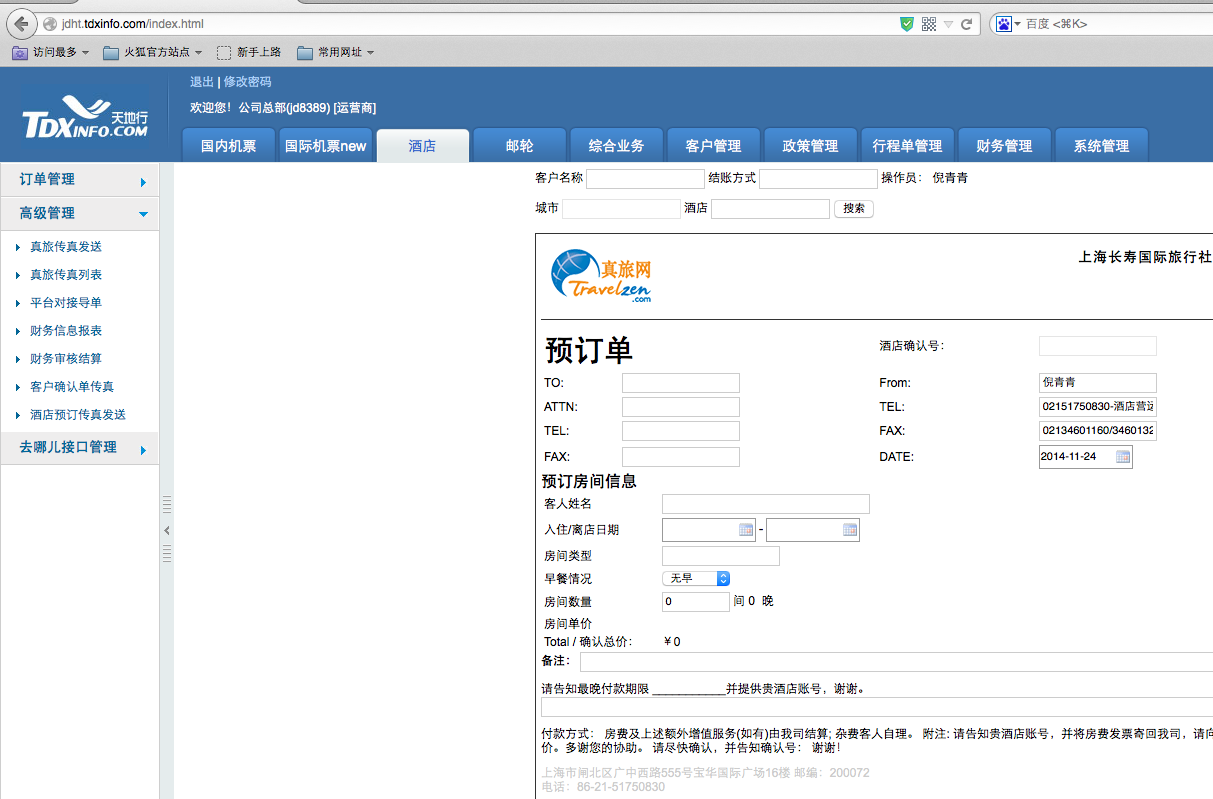 jdht.tdxinfo.com/index.html
百度 <⌘K>
访问最多 火狐官方站点 新手上路 常用网址
退出 | 修改密码
欢迎您！公司总部(jd8389) [运营商]
TDXINFO.COM 天地行
国内机票 国际机票new 酒店 邮轮 综合业务 客户管理 政策管理 行程单管理 财务管理 系统管理
订单管理
高级管理
真旅传真发送
真旅传真列表
平台对接导单
财务信息报表
财务审核结算
客户确认单传真
酒店预订传真发送
去哪儿接口管理
客户名称 结账方式 操作员： 倪青青
城市 酒店 搜索
真旅网
Travelzen
.com
上海长寿国际旅行社
预订单 酒店确认号：
TO: From: 倪青青
ATTN: TEL: 02151750830-酒店营运
TEL: FAX: 02134601160/3460132
FAX: DATE: 2014-11-24
预订房间信息
客人姓名
入住/离店日期 -
房间类型
早餐情况 无早
房间数量 0 间 0 晚
房间单价
Total / 确认总价： ￥0
备注：
请告知最晚付款期限 ___________并提供贵酒店账号，谢谢。
付款方式： 房费及上述额外增值服务(如有)由我司结算; 杂费客人自理。 附注: 请告知贵酒店账号，并将房费发票寄回我司，请向
价。多谢您的协助。 请尽快确认，并告知确认号： 谢谢！
上海市闸北区广中西路555号宝华国际广场16楼 邮编：200072
电话：86-21-51750830